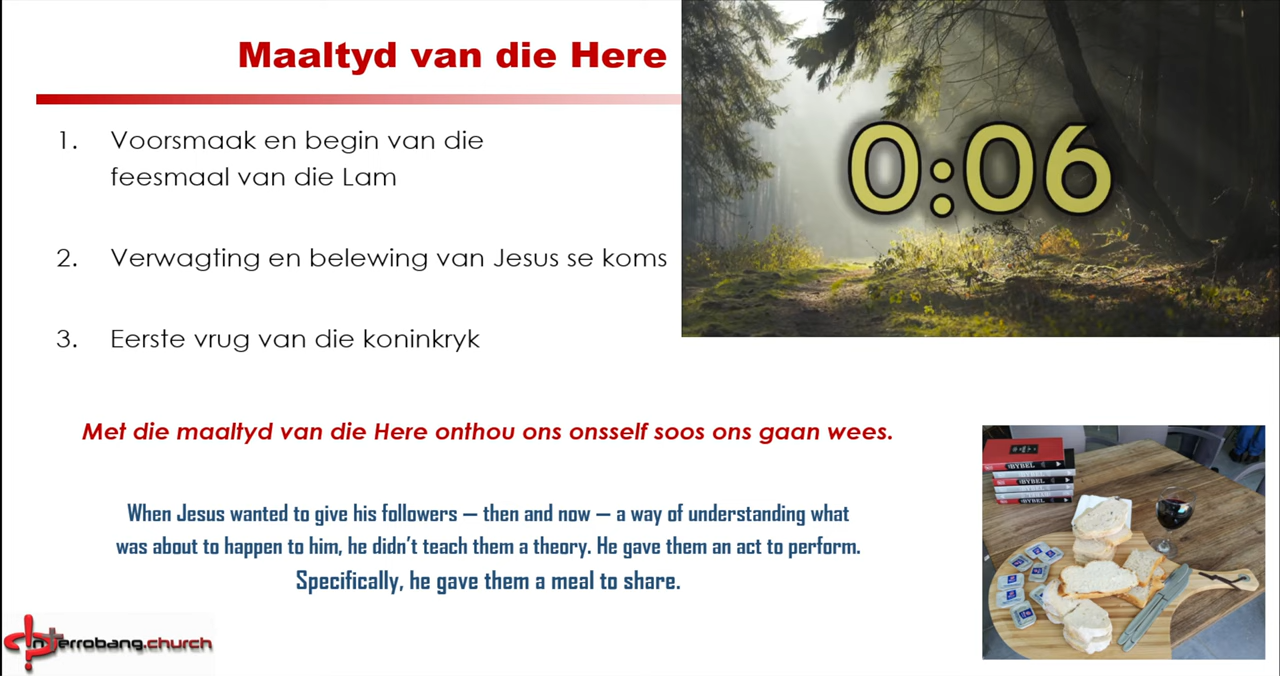 Maaltyd van die Here
0:06
1. Voorsmaak en begin van die
feesmaal van die Lam
2. Verwagting en belewing van Jesus se koms
3. Eerste vrug van die koninkryk
Met die maaltyd van die Here onthou ons onsself soos ons gaan wees.
When Jesus wanted to give his followers – then and now – a way of understanding what
was about to happen to him, he didn't teach them a theory. He gave them an act to perform.
Specifically, he gave them a meal to share.
BYBEL
BYBEL
BYBEL
interrobang.church